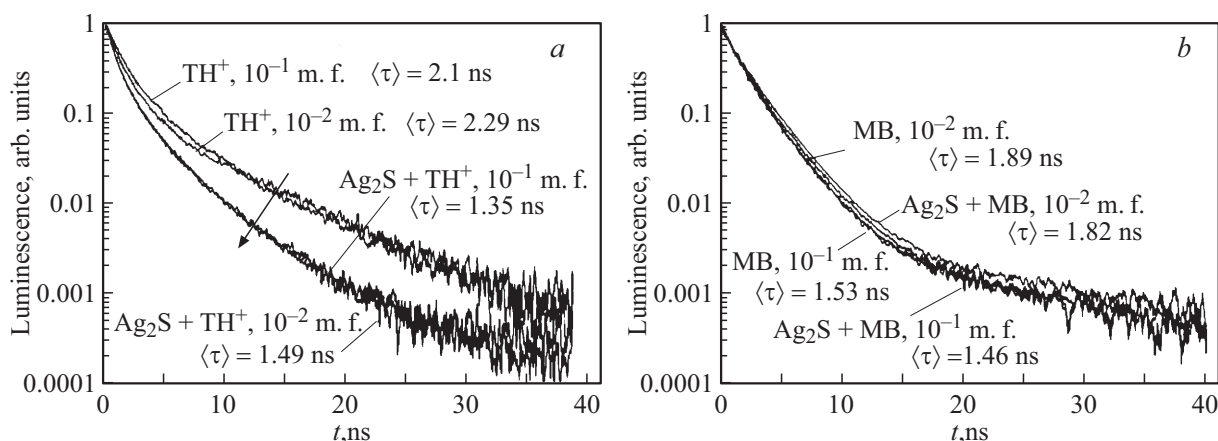 a
Luminescence, arb. units
1
0.1
0.01
0.001
0.0001
TH⁺, 10⁻¹ m. f. ⟨τ⟩ = 2.1 ns
TH⁺, 10⁻² m. f. ⟨τ⟩ = 2.29 ns
Ag₂S + TH⁺, 10⁻¹ m. f.
⟨τ⟩ = 1.35 ns
Ag₂S + TH⁺, 10⁻² m. f.
⟨τ⟩ = 1.49 ns
0 10 20 30 40
t,ns
b
Luminescence, arb. units
1
0.1
0.01
0.001
0.0001
MB, 10⁻² m. f.
⟨τ⟩ = 1.89 ns
Ag₂S + MB, 10⁻² m. f.
⟨τ⟩ = 1.82 ns
MB, 10⁻¹ m. f.
⟨τ⟩ = 1.53 ns
Ag₂S + MB, 10⁻¹ m. f.
⟨τ⟩ =1.46 ns
0 10 20 30 40
t,ns